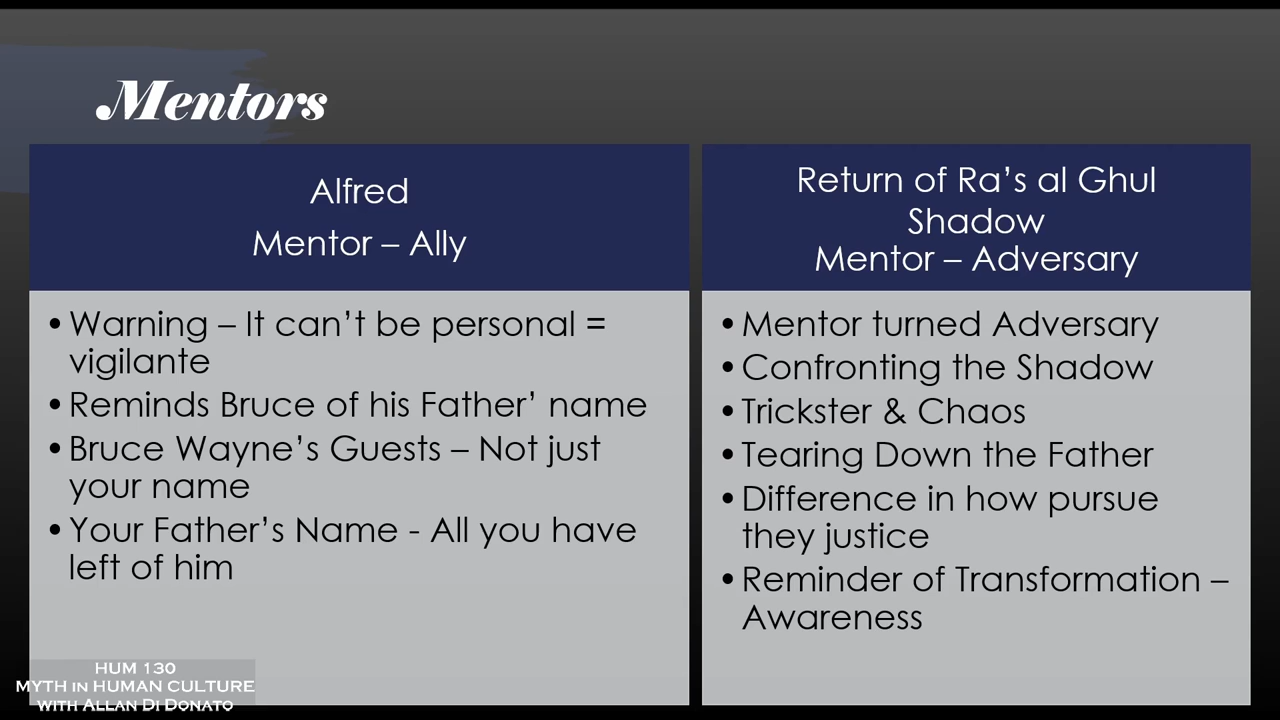 Mentors
Alfred
Mentor – Ally
• Warning – It can't be personal =
vigilante
• Reminds Bruce of his Father' name
• Bruce Wayne's Guests – Not just
your name
• Your Father's Name - All you have
left of him
Return of Ra's al Ghul
Shadow
Mentor – Adversary
• Mentor turned Adversary
• Confronting the Shadow
• Trickster & Chaos
• Tearing Down the Father
• Difference in how pursue
they justice
• Reminder of Transformation –
Awareness
HUM 130
MYTH IN HUMAN CULTURE
WITH ALLAN DI DONATO